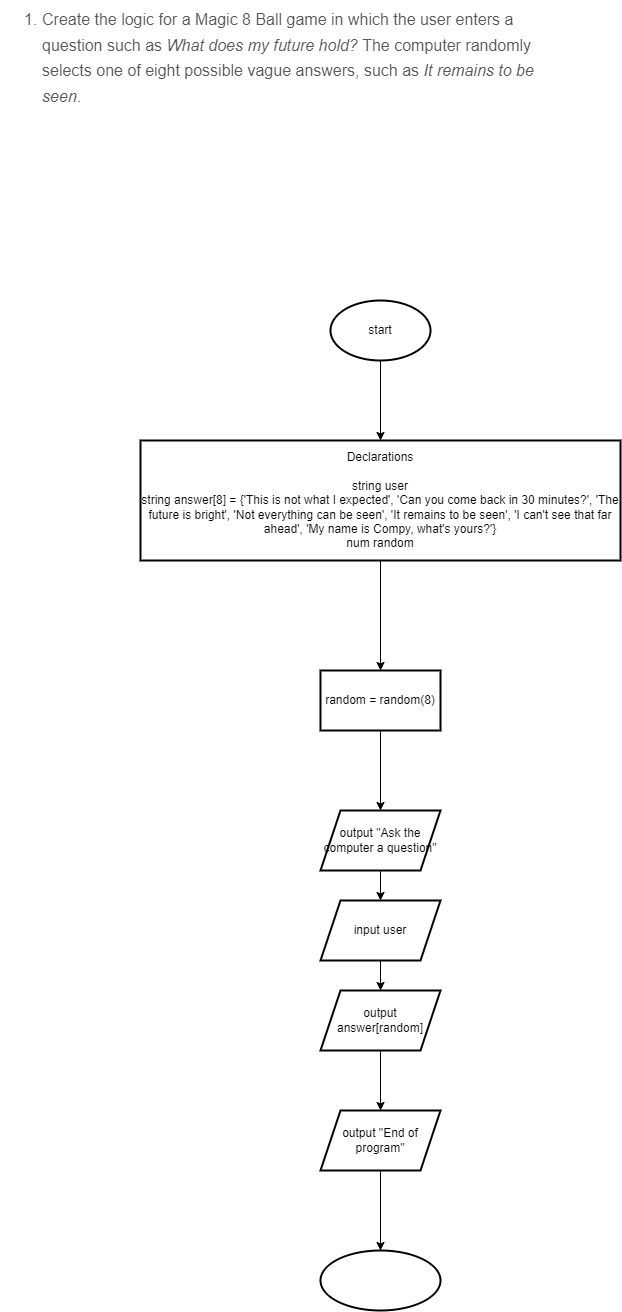 1. Create the logic for a Magic 8 Ball game in which the user enters a
question such as What does my future hold? The computer randomly
selects one of eight possible vague answers, such as It remains to be
seen.
start
Declarations
string user
string answer[8] = {'This is not what I expected', 'Can you come back in 30 minutes?', 'The
future is bright', 'Not everything can be seen', 'It remains to be seen', 'I can't see that far
ahead', 'My name is Compy, what's yours?'}
num random
random = random(8)
output "Ask the
computer a question"
input user
output
answer[random]
output "End of
program"